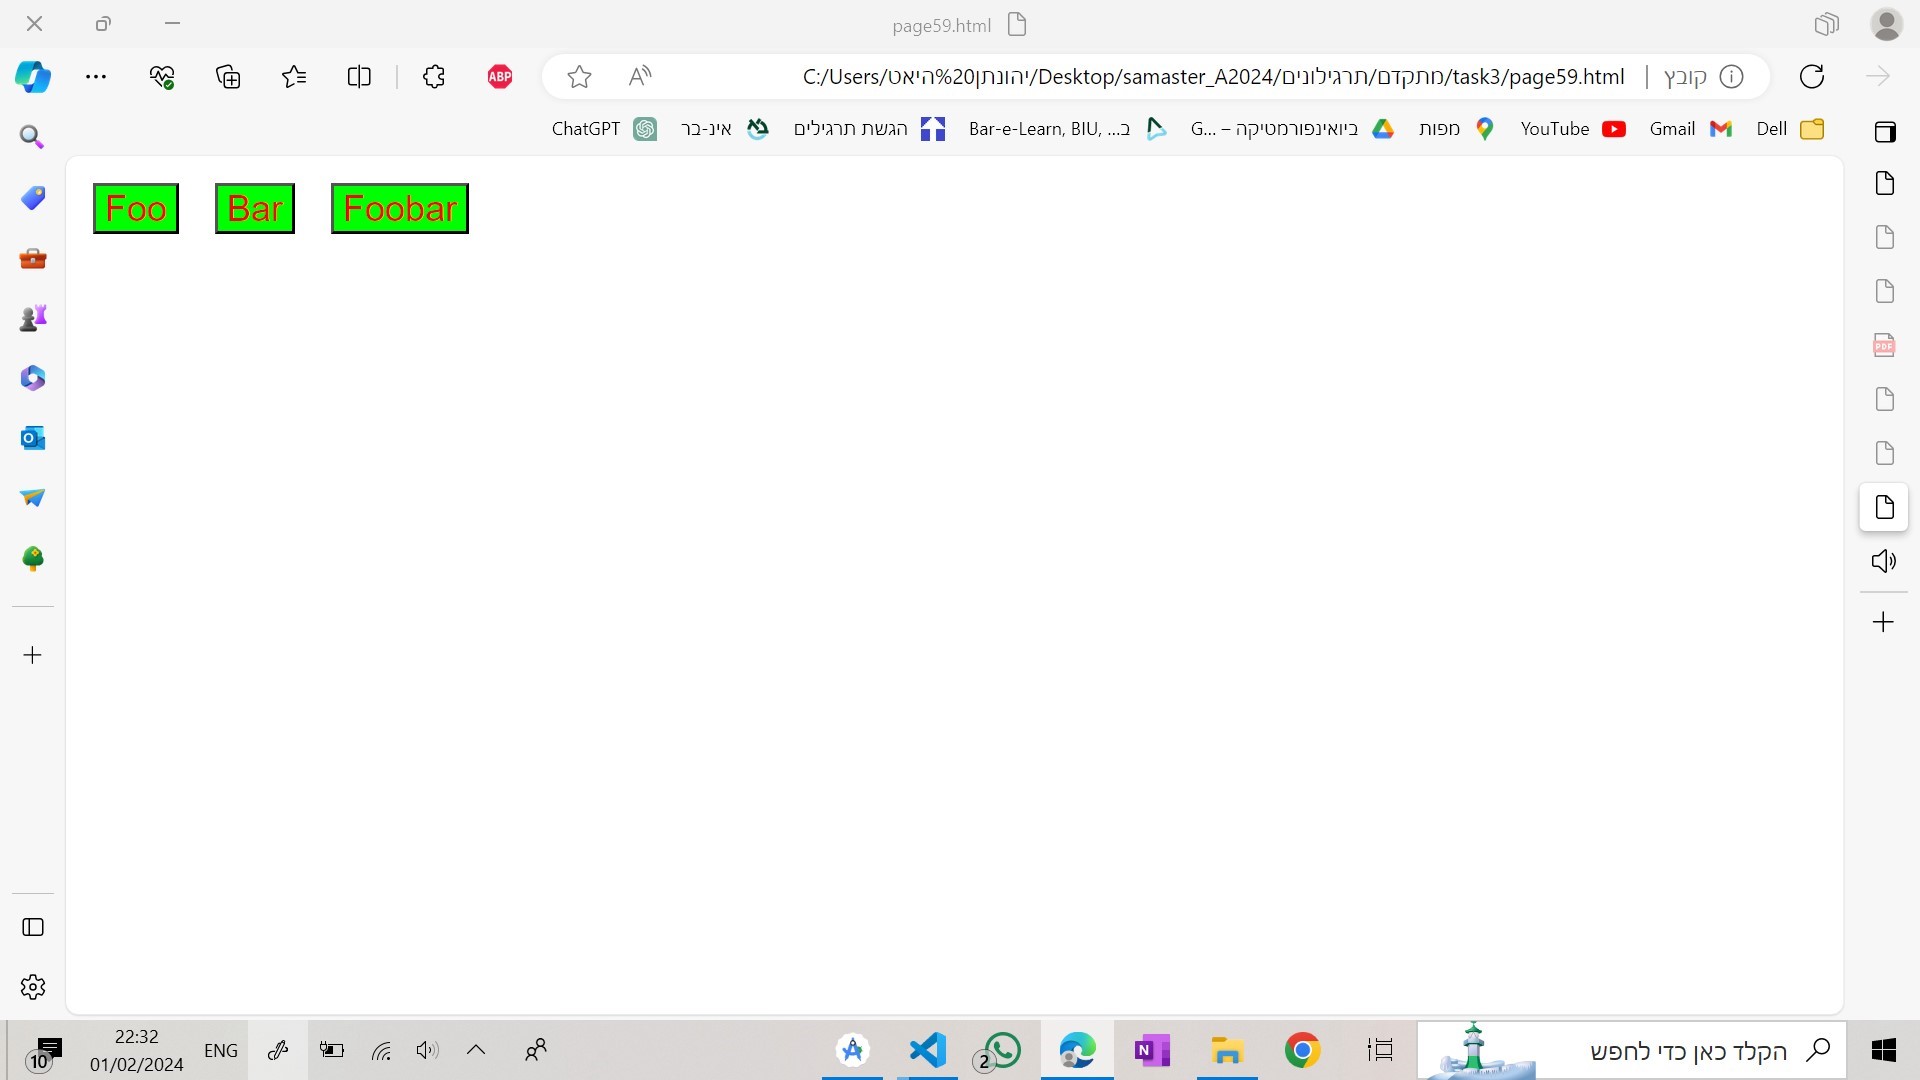 page59.html
C:/Users/יהונתן%20היאט/Desktop/samaster_A2024/מתקדם/תרגילונים/task3/page59.html
קובץ
ABP
Dell
Gmail
YouTube
מפות
ביואינפורמטיקה – G...
Bar-e-Learn, BIU, ...ב
הגשת תרגילים
אינ-בר
ChatGPT
Foo
Bar
Foobar
PDF
10
22:32
01/02/2024
ENG
2
N
הקלד כאן כדי לחפש